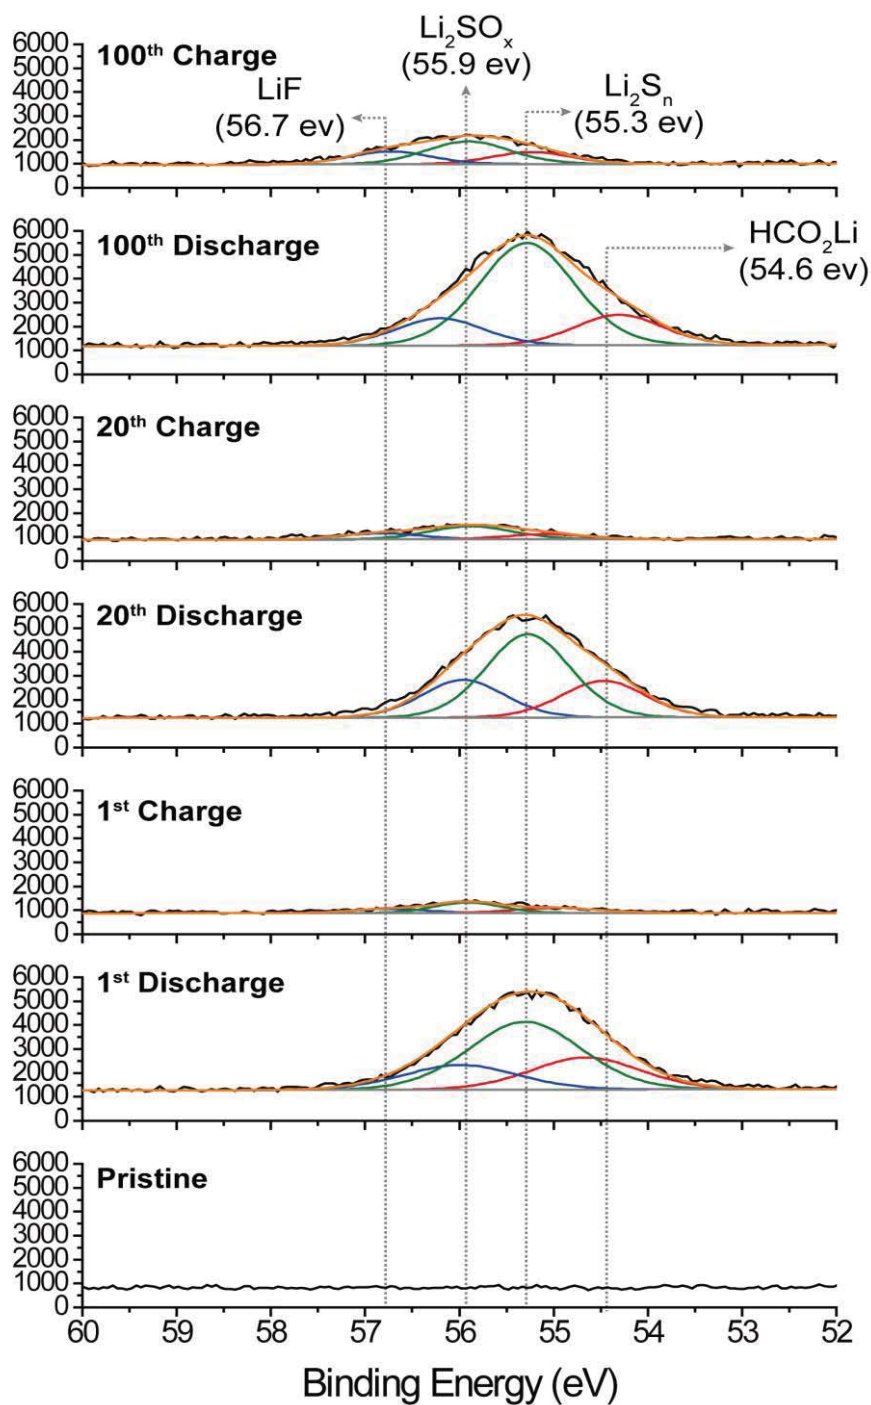 6000
5000
4000
3000
2000
1000
0
100th Charge
LiF
(56.7 ev)
Li2SOx
(55.9 ev)
Li2Sn
(55.3 ev)
6000
5000
4000
3000
2000
1000
0
100th Discharge
HCO2Li
(54.6 ev)
6000
5000
4000
3000
2000
1000
0
20th Charge
6000
5000
4000
3000
2000
1000
0
20th Discharge
6000
5000
4000
3000
2000
1000
0
1st Charge
6000
5000
4000
3000
2000
1000
0
1st Discharge
6000
5000
4000
3000
2000
1000
0
Pristine
60 59 58 57 56 55 54 53 52
Binding Energy (eV)